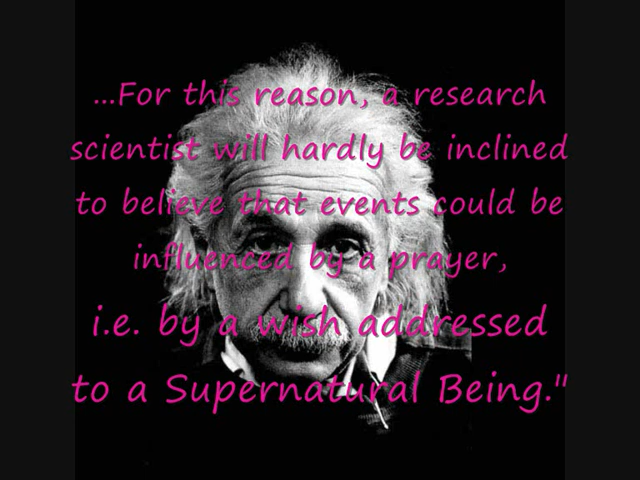 ...For this reason, a research
scientist will hardly be inclined
to believe that events could be
influenced by a prayer,
i.e. by a wish addressed
to a Supernatural Being."